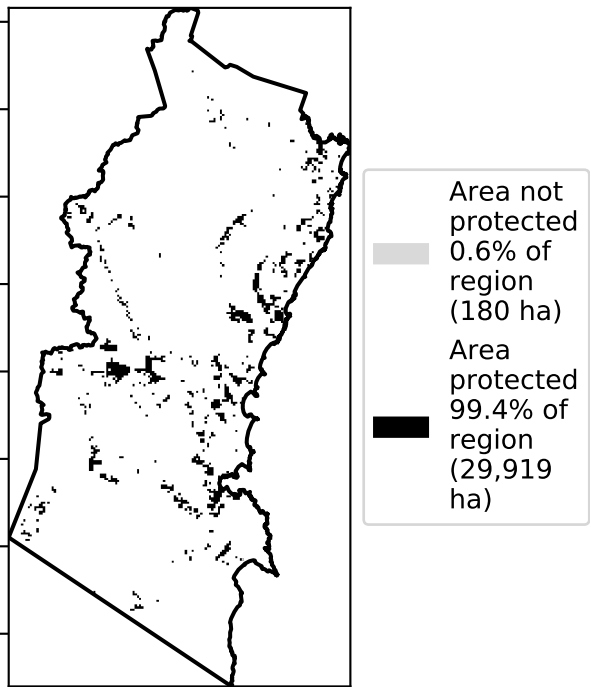 Area not
protected
0.6% of
region
(180 ha)
Area
protected
99.4% of
region
(29,919
ha)